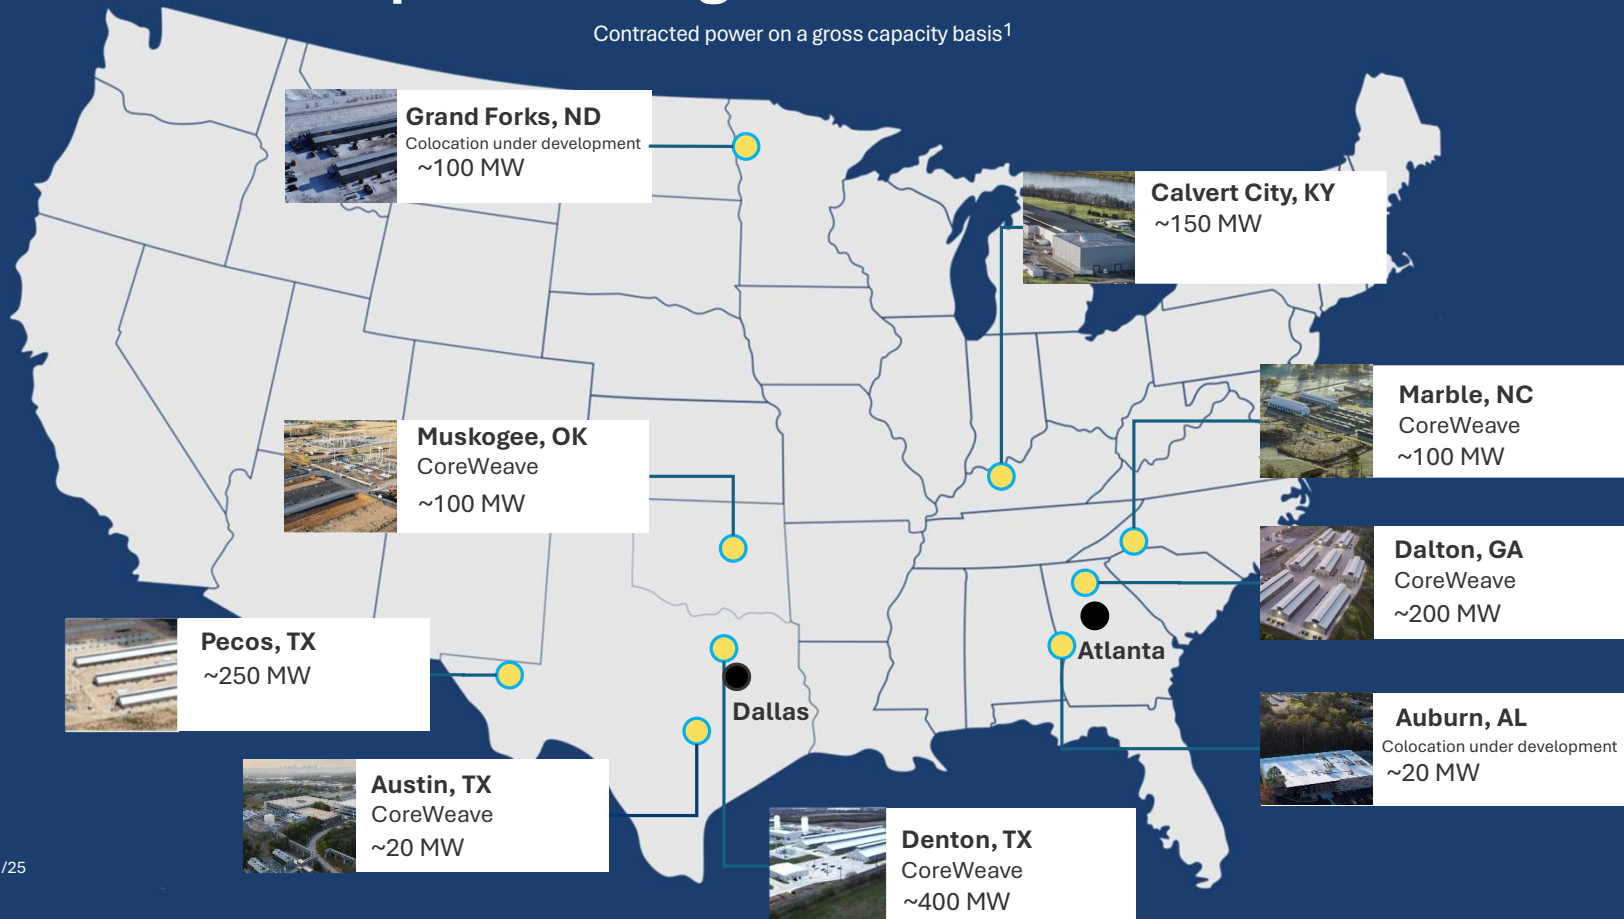 Contracted power on a gross capacity basis1
Grand Forks, ND
Colocation under development
~100 MW
Calvert City, KY
~150 MW
Marble, NC
CoreWeave
~100 MW
Muskogee, OK
CoreWeave
~100 MW
Dalton, GA
CoreWeave
~200 MW
Pecos, TX
~250 MW
Atlanta
Dallas
Auburn, AL
Colocation under development
~20 MW
Austin, TX
CoreWeave
~20 MW
Denton, TX
CoreWeave
~400 MW
/25